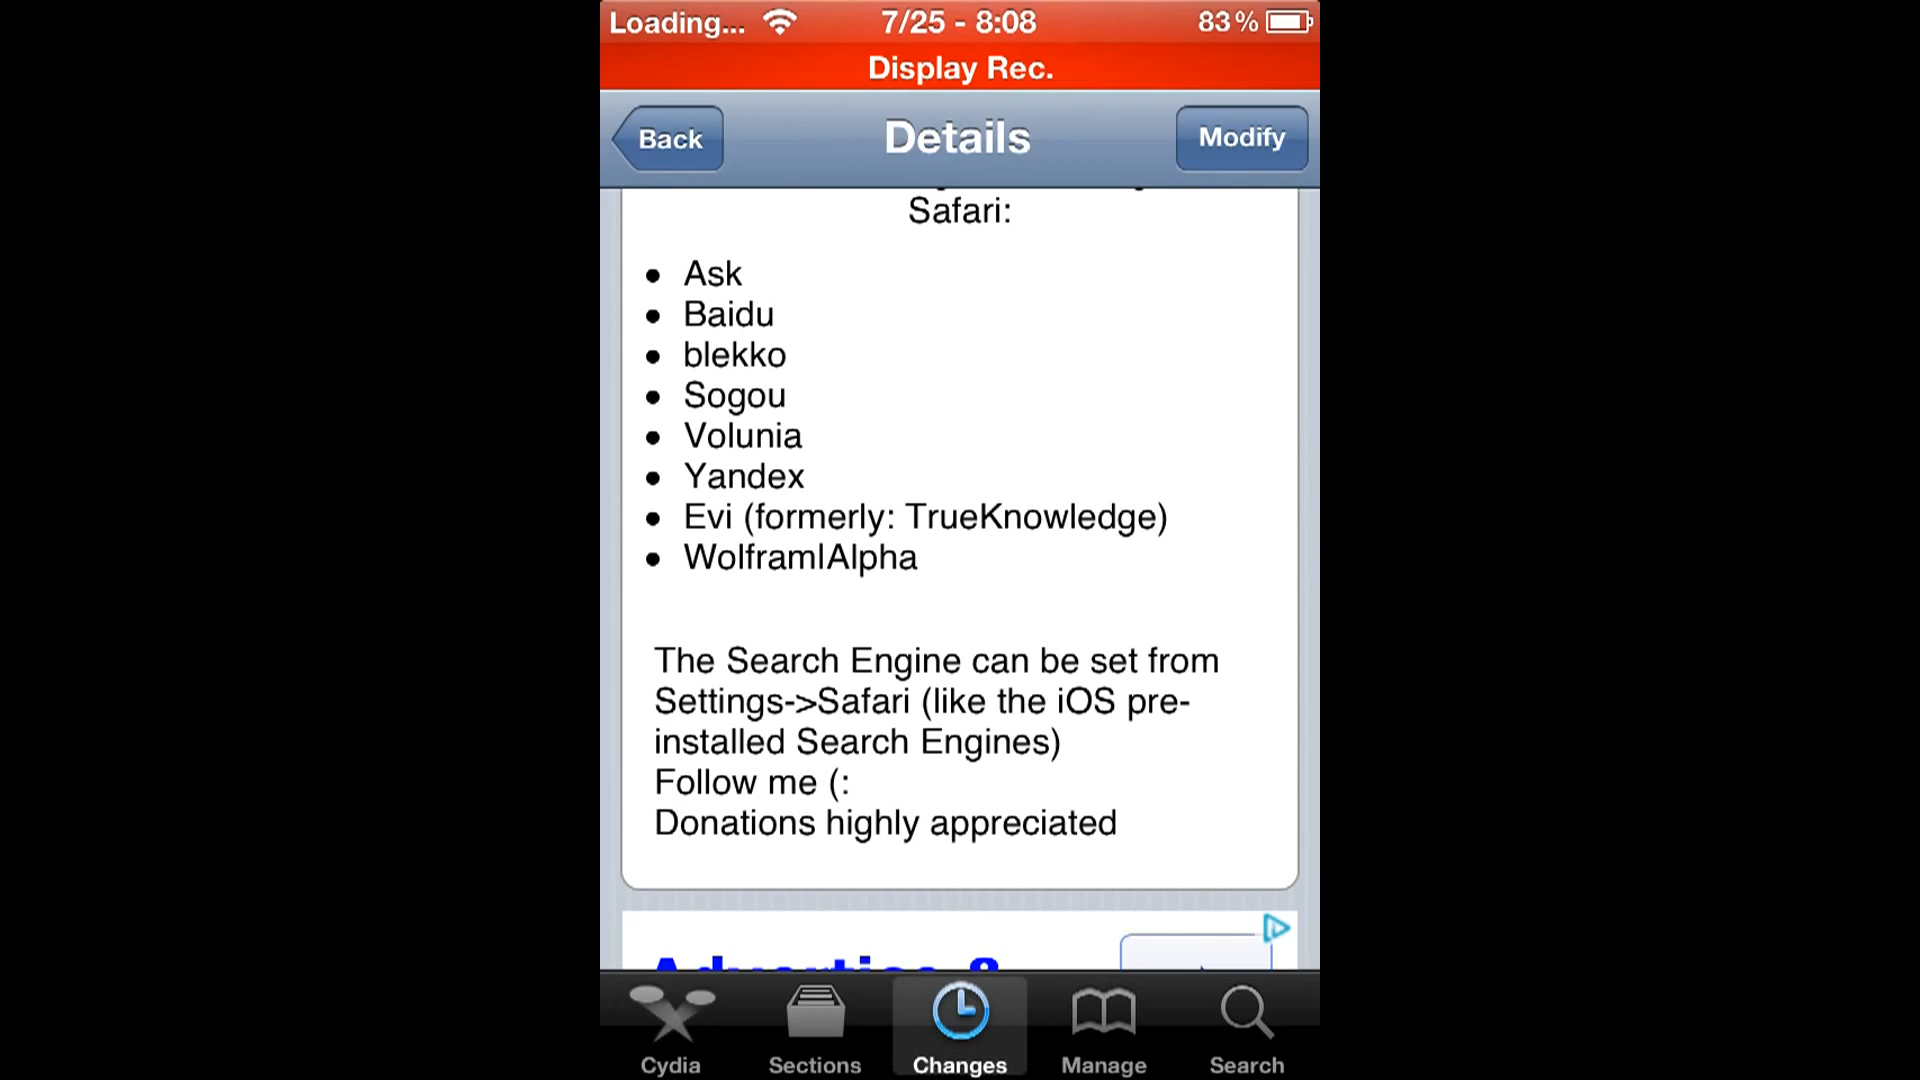 Loading... 7/25 - 8:08 83%
Display Rec.
Back Details Modify
Safari:
Ask
Baidu
blekko
Sogou
Volunia
Yandex
Evi (formerly: TrueKnowledge)
Wolfram|Alpha
The Search Engine can be set from
Settings->Safari (like the iOS pre-
installed Search Engines)
Follow me (:
Donations highly appreciated
Cydia Sections Changes Manage Search